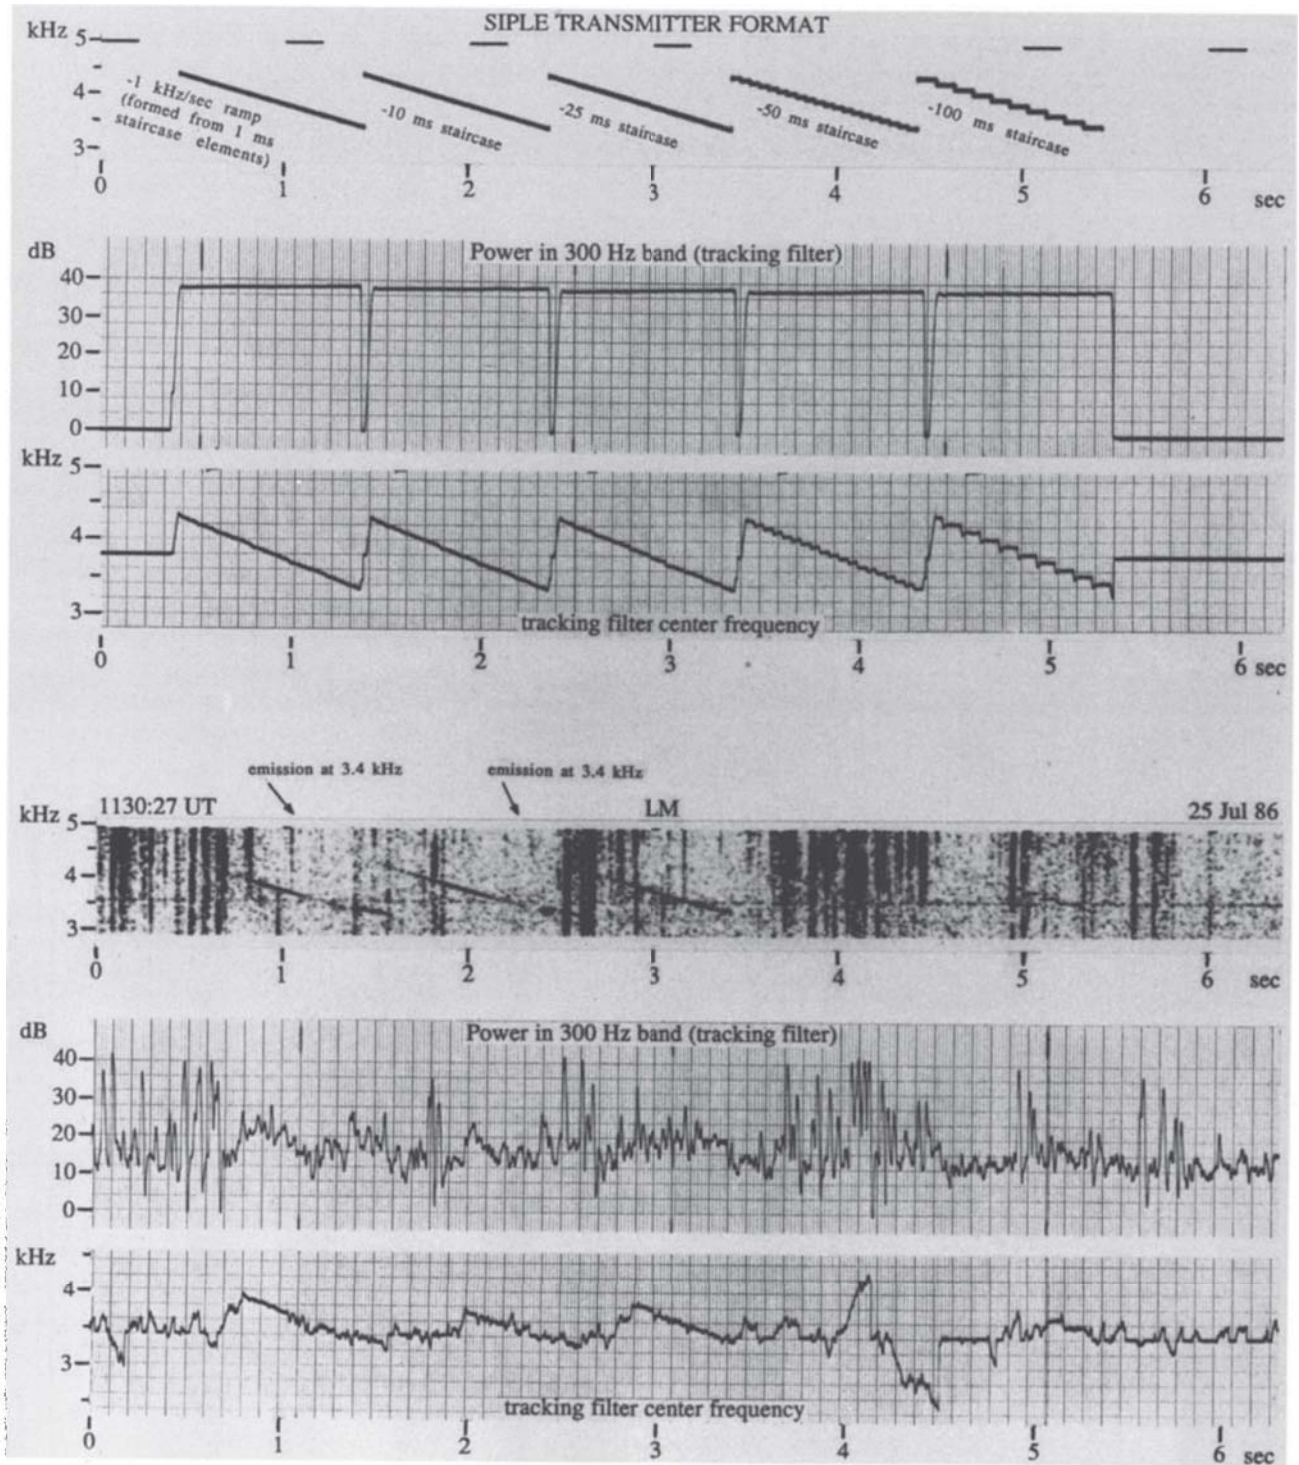 SIPLE TRANSMITTER FORMAT
kHz 5
4
3
-1 kHz/sec ramp
(formed from 1 ms
staircase elements)
-10 ms staircase
-25 ms staircase
-50 ms staircase
-100 ms staircase
0 1 2 3 4 5 6 sec
dB
Power in 300 Hz band (tracking filter)
40
30
20
10
0
kHz 5
4
3
tracking filter center frequency
0 1 2 3 4 5 6 sec
emission at 3.4 kHz emission at 3.4 kHz
kHz 5 1130:27 UT LM 25 Jul 86
4
3
0 1 2 3 4 5 6 sec
dB
Power in 300 Hz band (tracking filter)
40
30
20
10
0
kHz
4
3
tracking filter center frequency
0 1 2 3 4 5 6 sec